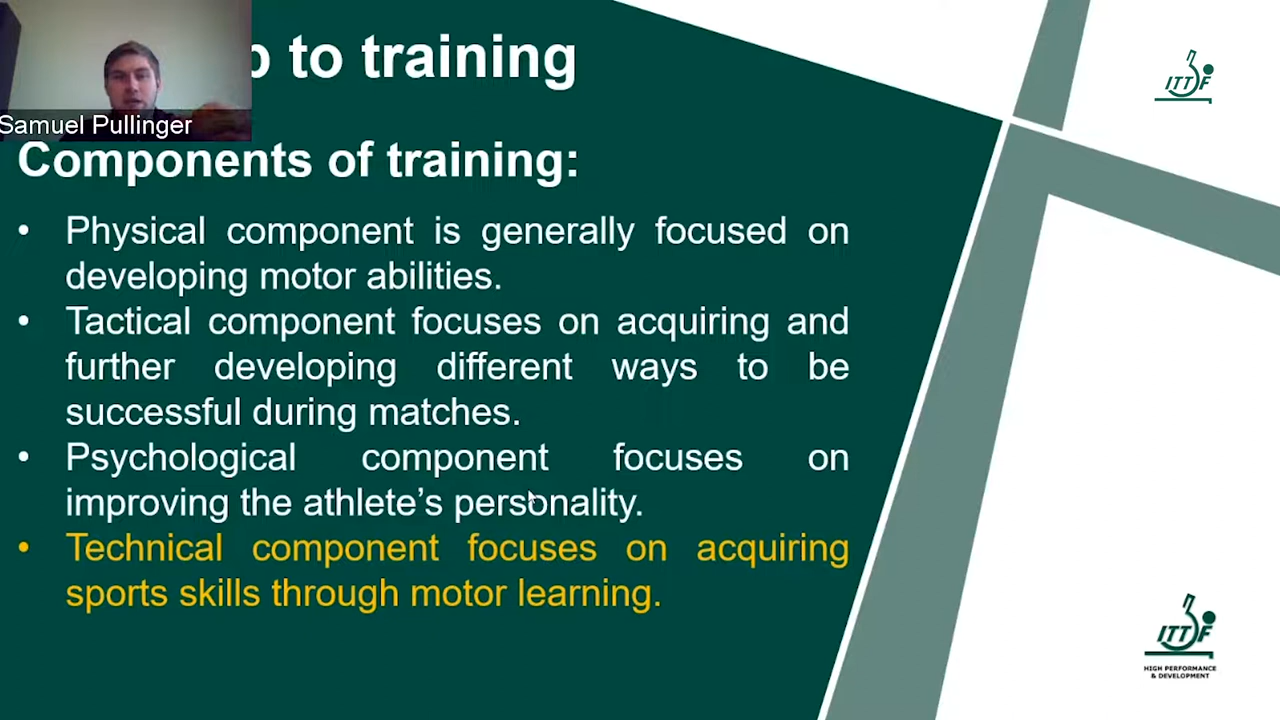 to training
Samuel Pullinger
Components of training:
• Physical component is generally focused on
developing motor abilities.
• Tactical component focuses on acquiring and
further developing different ways to be
successful during matches.
• Psychological component focuses on
improving the athlete’s personality.
• Technical component focuses on acquiring
sports skills through motor learning.
ITTF
ITTF
HIGH PERFORMANCE
& DEVELOPMENT